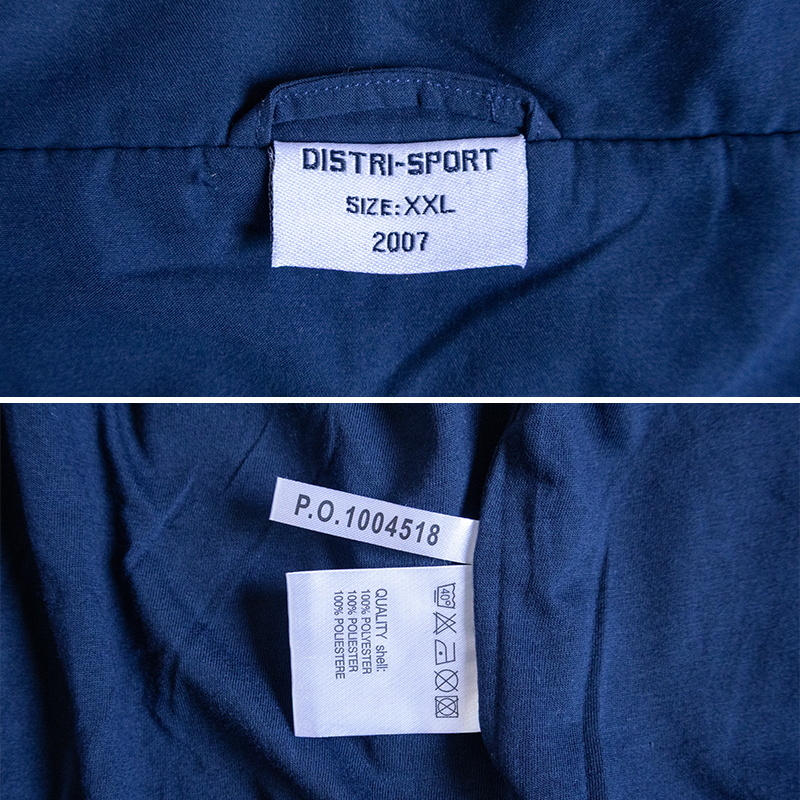 DISTRI-SPORT
SIZE: XXL
2007
P.O.1004518
40°
QUALITY shell:
100% POLYESTER
100% POLIESTER
100% POLIESTERE